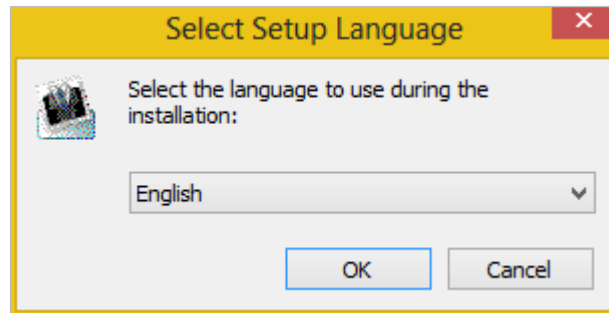 Select Setup Language
Select the language to use during the
installation:
English
OK
Cancel